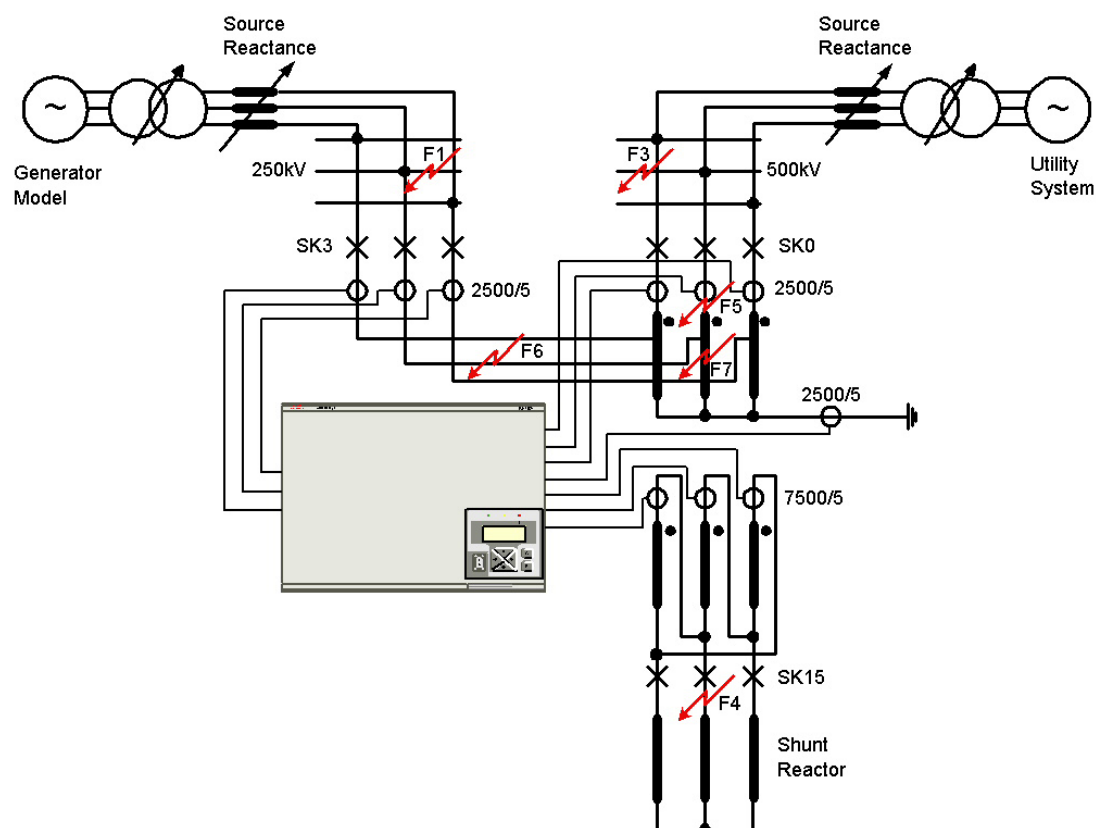 Source
Reactance
Source
Reactance
~
~
Generator
Model
250kV
F1
F3
500kV
Utility
System
SK3
SK0
2500/5
2500/5
F5
F6
F7
2500/5
7500/5
SK15
F4
Shunt
Reactor